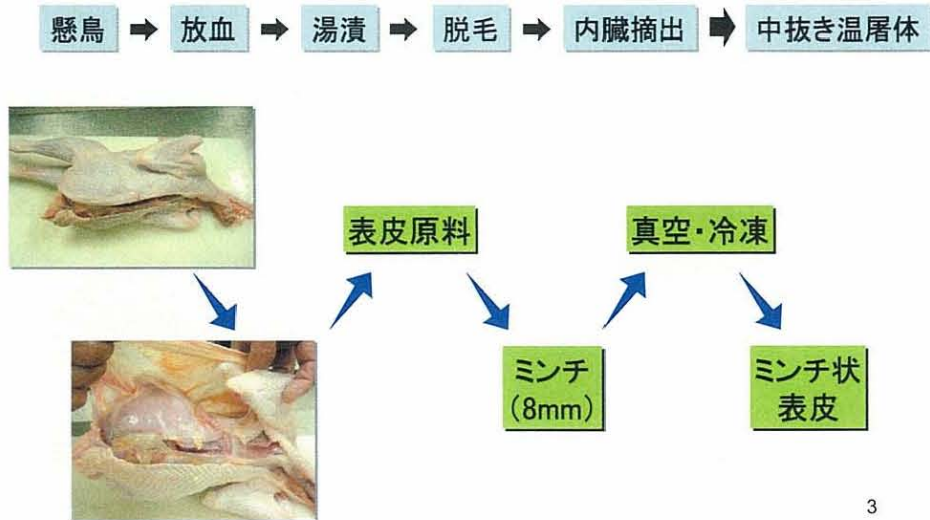 懸鳥 ➡ 放血 ➡ 湯漬 ➡ 脱毛 ➡ 内臓摘出 ➡ 中抜き温屠体
表皮原料
真空・冷凍
ミンチ
(8mm)
ミンチ状
表皮
3